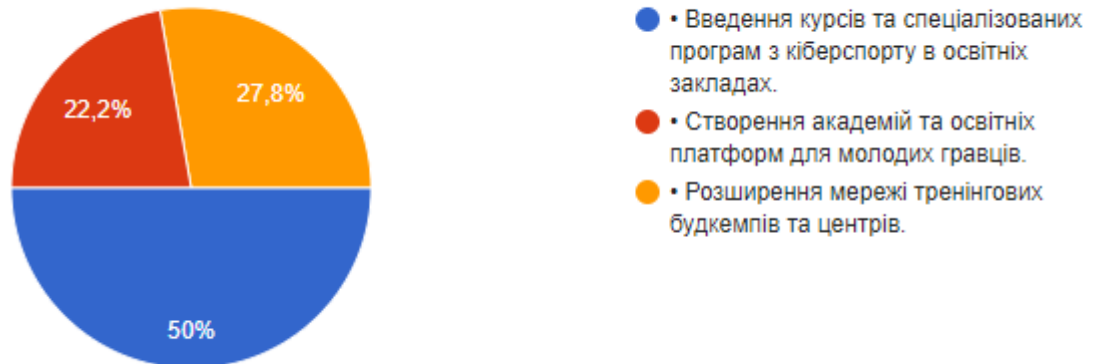 22,2%
27,8%
50%
• Введення курсів та спеціалізованих
програм з кіберспорту в освітніх
закладах.
• Створення академій та освітніх
платформ для молодих гравців.
• Розширення мережі тренінгових
будкемпів та центрів.